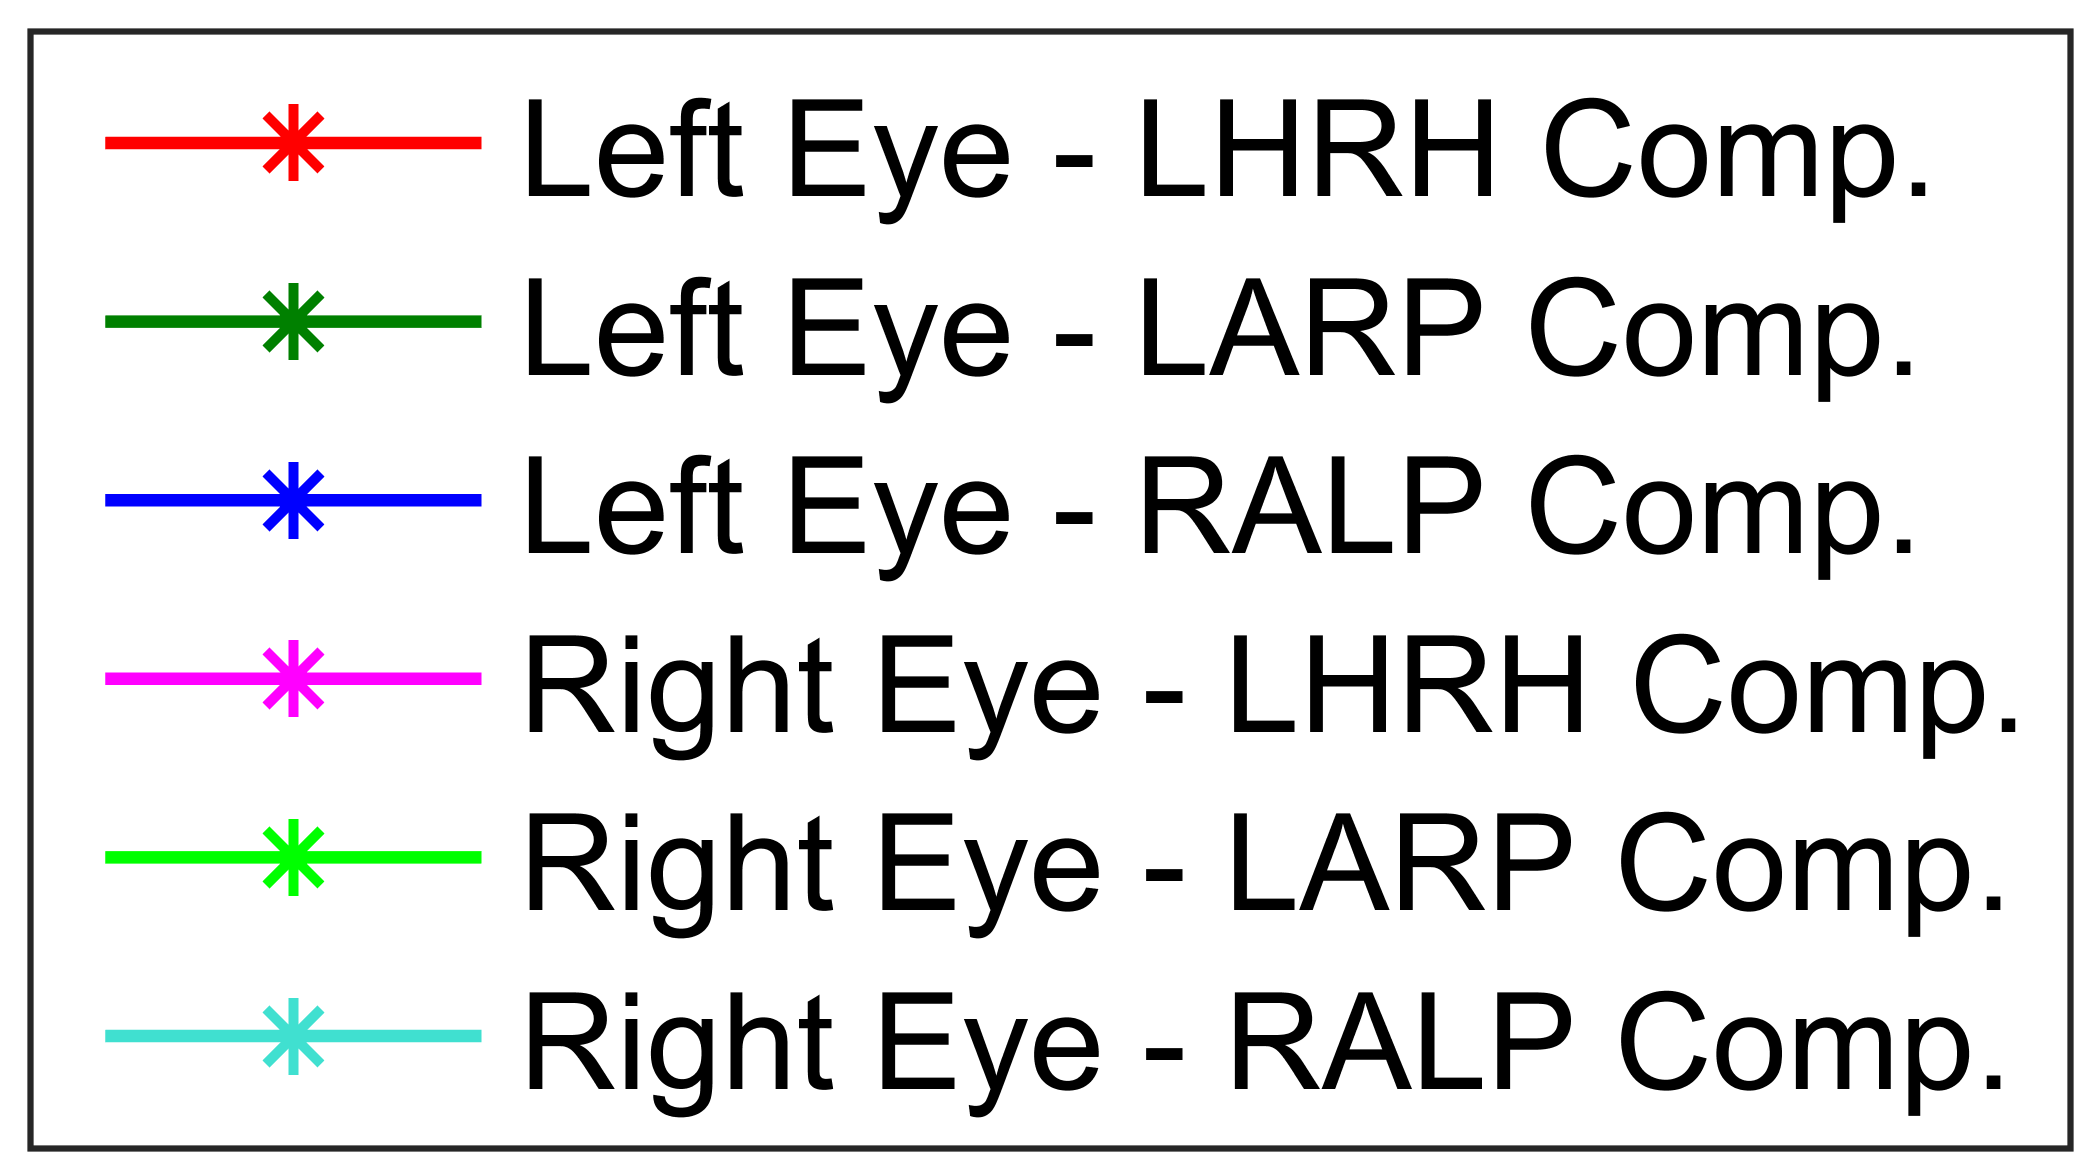 Left Eye - LHRH Comp.
Left Eye - LARP Comp.
Left Eye - RALP Comp.
Right Eye - LHRH Comp.
Right Eye - LARP Comp.
Right Eye - RALP Comp.